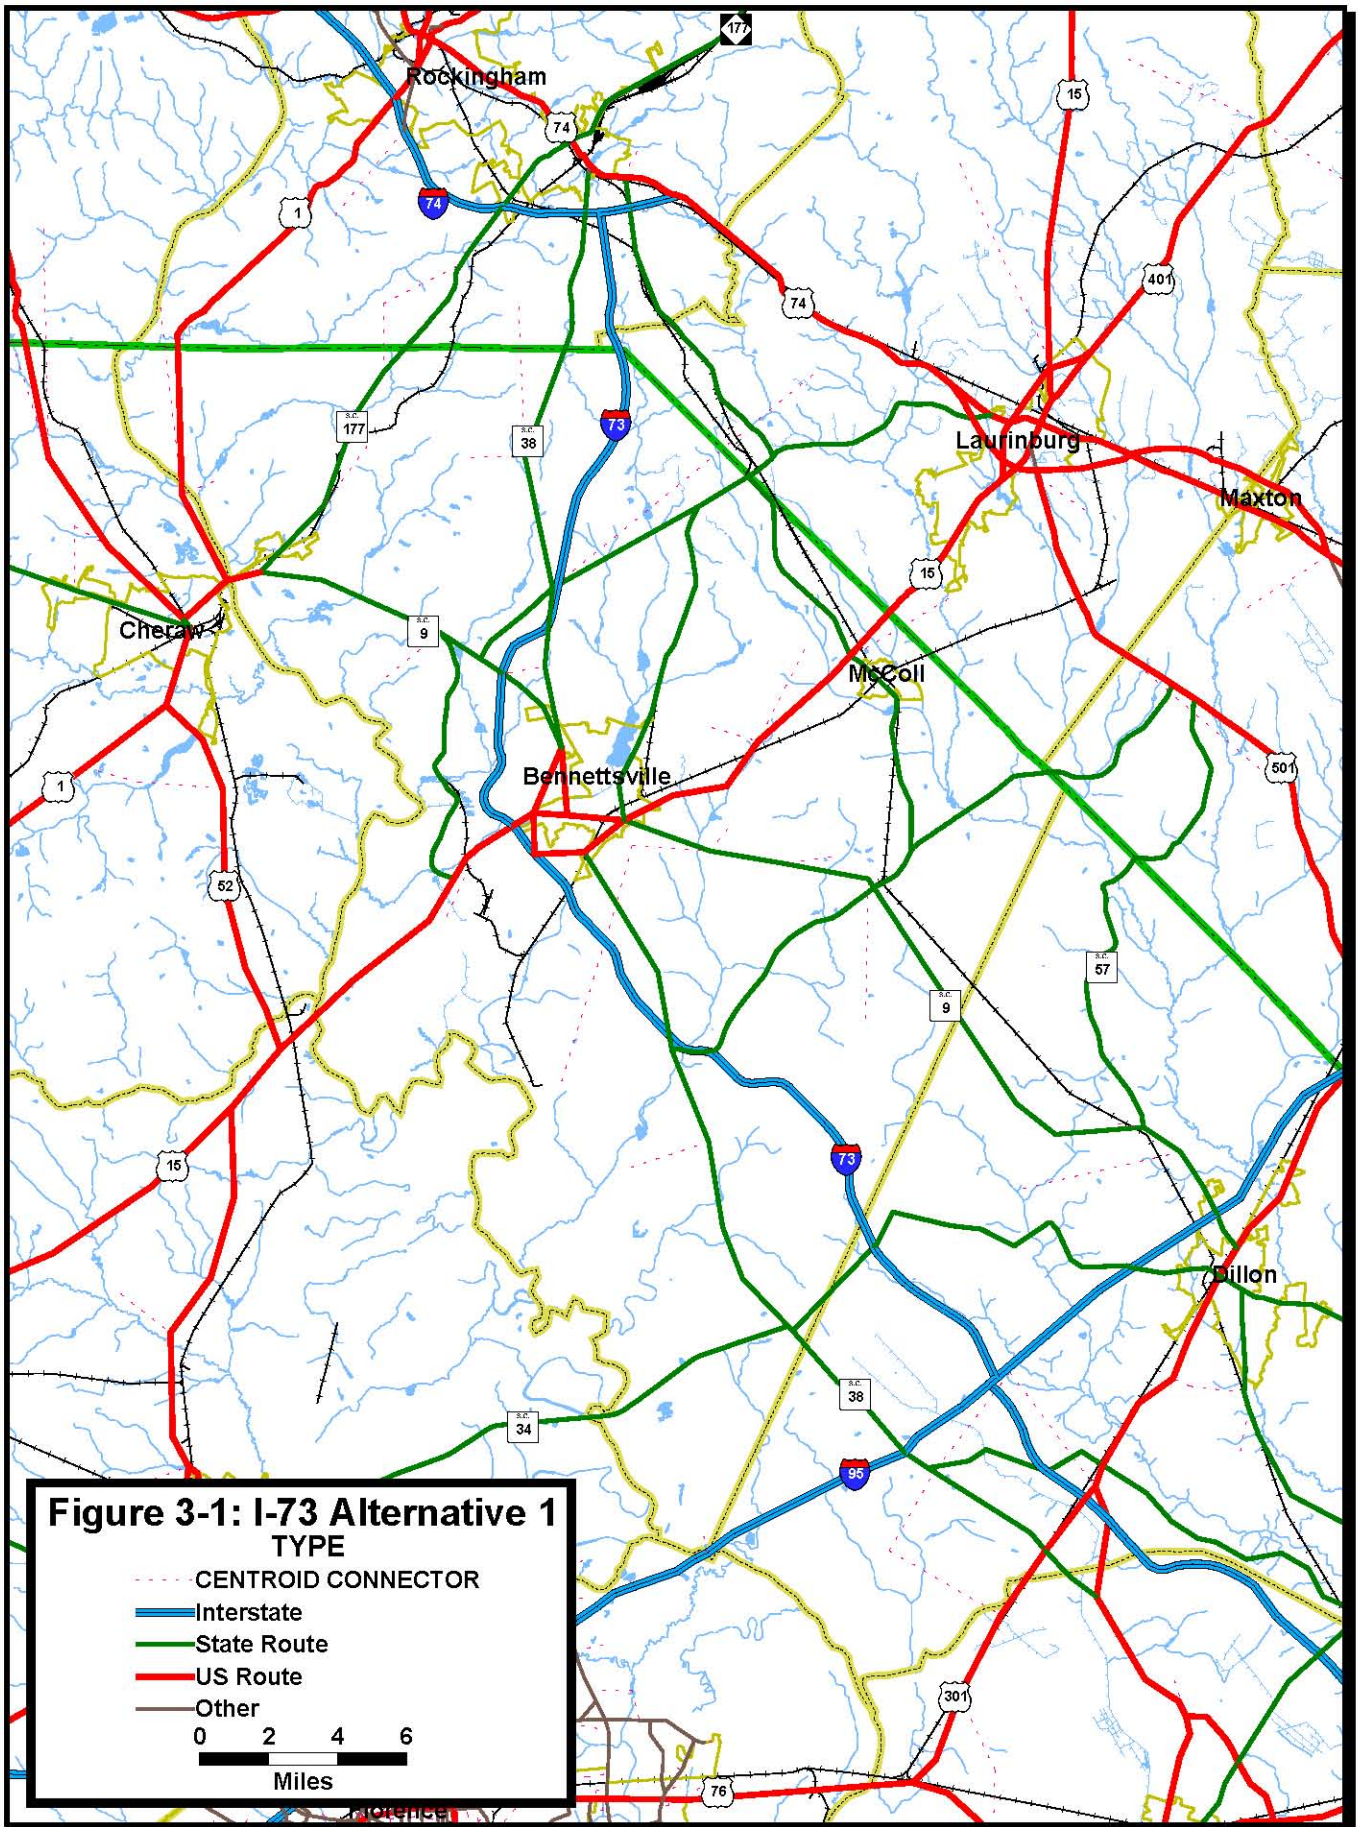 177
Rockingham
15
74
74
1
401
74
S.C.
177
S.C.
38
73
Laurinburg
Maxton
15
Cheraw
S.C.
9
McColl
1
Bennettsville
501
52
S.C.
57
S.C.
9
15
73
Dillon
S.C.
38
S.C.
34
95
Figure 3-1: I-73 Alternative 1
TYPE
CENTROID CONNECTOR
Interstate
State Route
US Route
Other
0 2 4 6
Miles
301
76
Florence